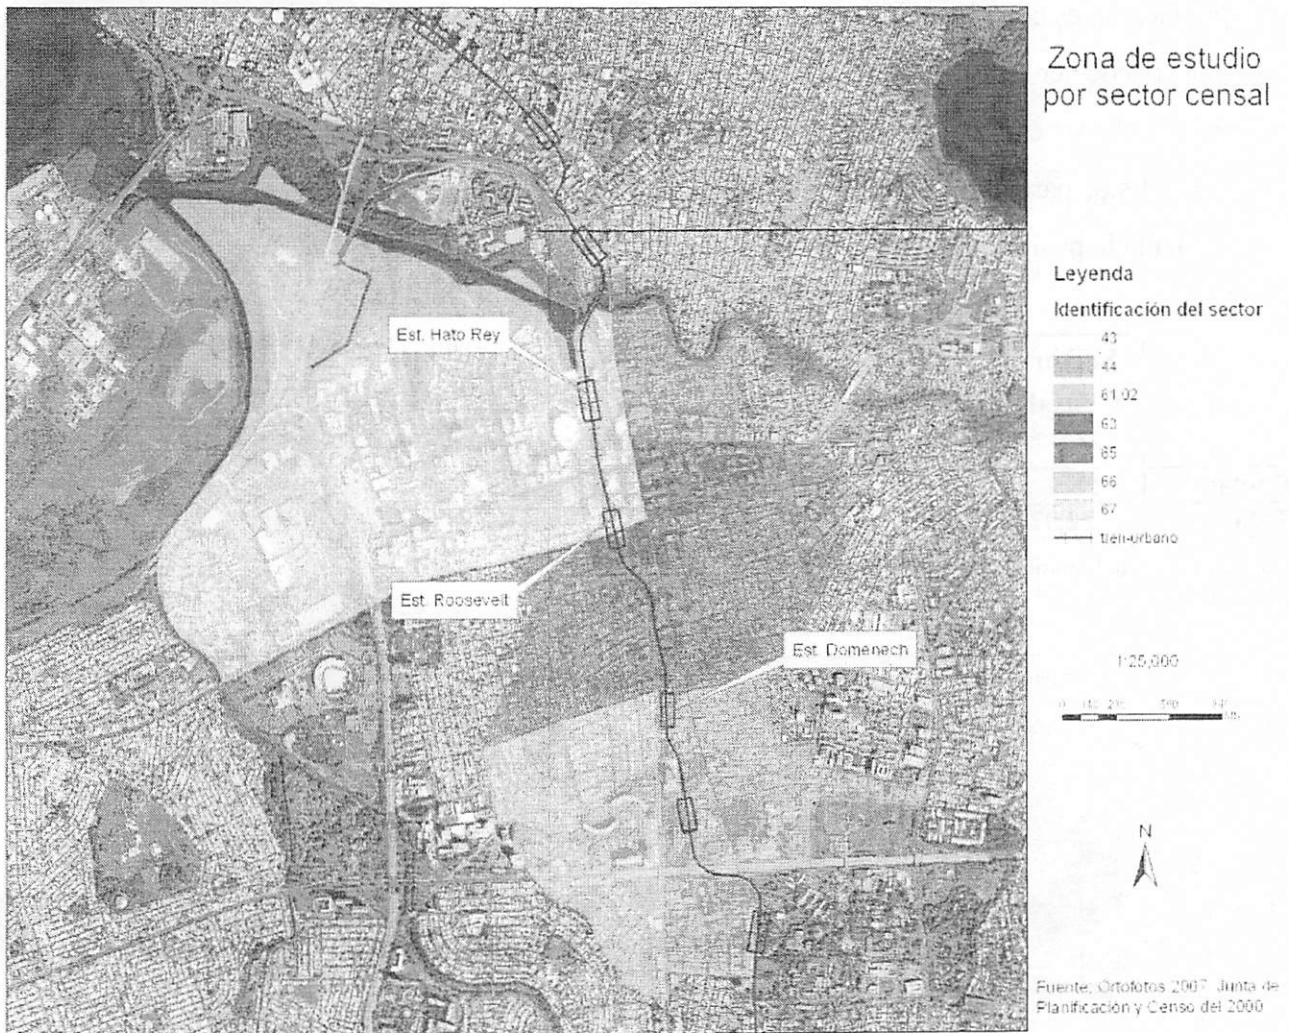 Zona de estudio
por sector censal
Est. Hato Rey
Est. Roosevelt
Est. Domenech
Leyenda
Identificación del sector
43
44
61.02
63
65
66
67
tren-urbano
1:25,000
0
N
Fuente: Ortofotos 2007 Junta de
Planificación y Censo del 2000